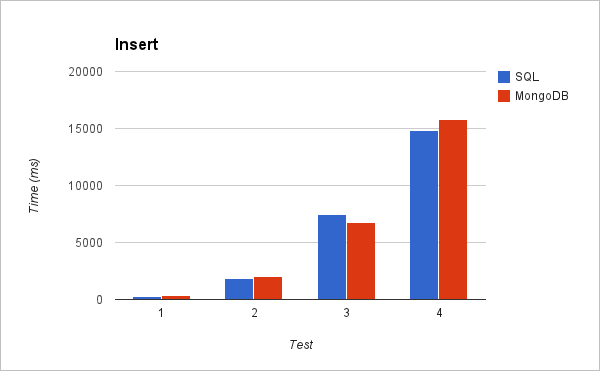 Insert
20000
15000
10000
5000
0
Time (ms)
1 2 3 4
Test
SQL
MongoDB